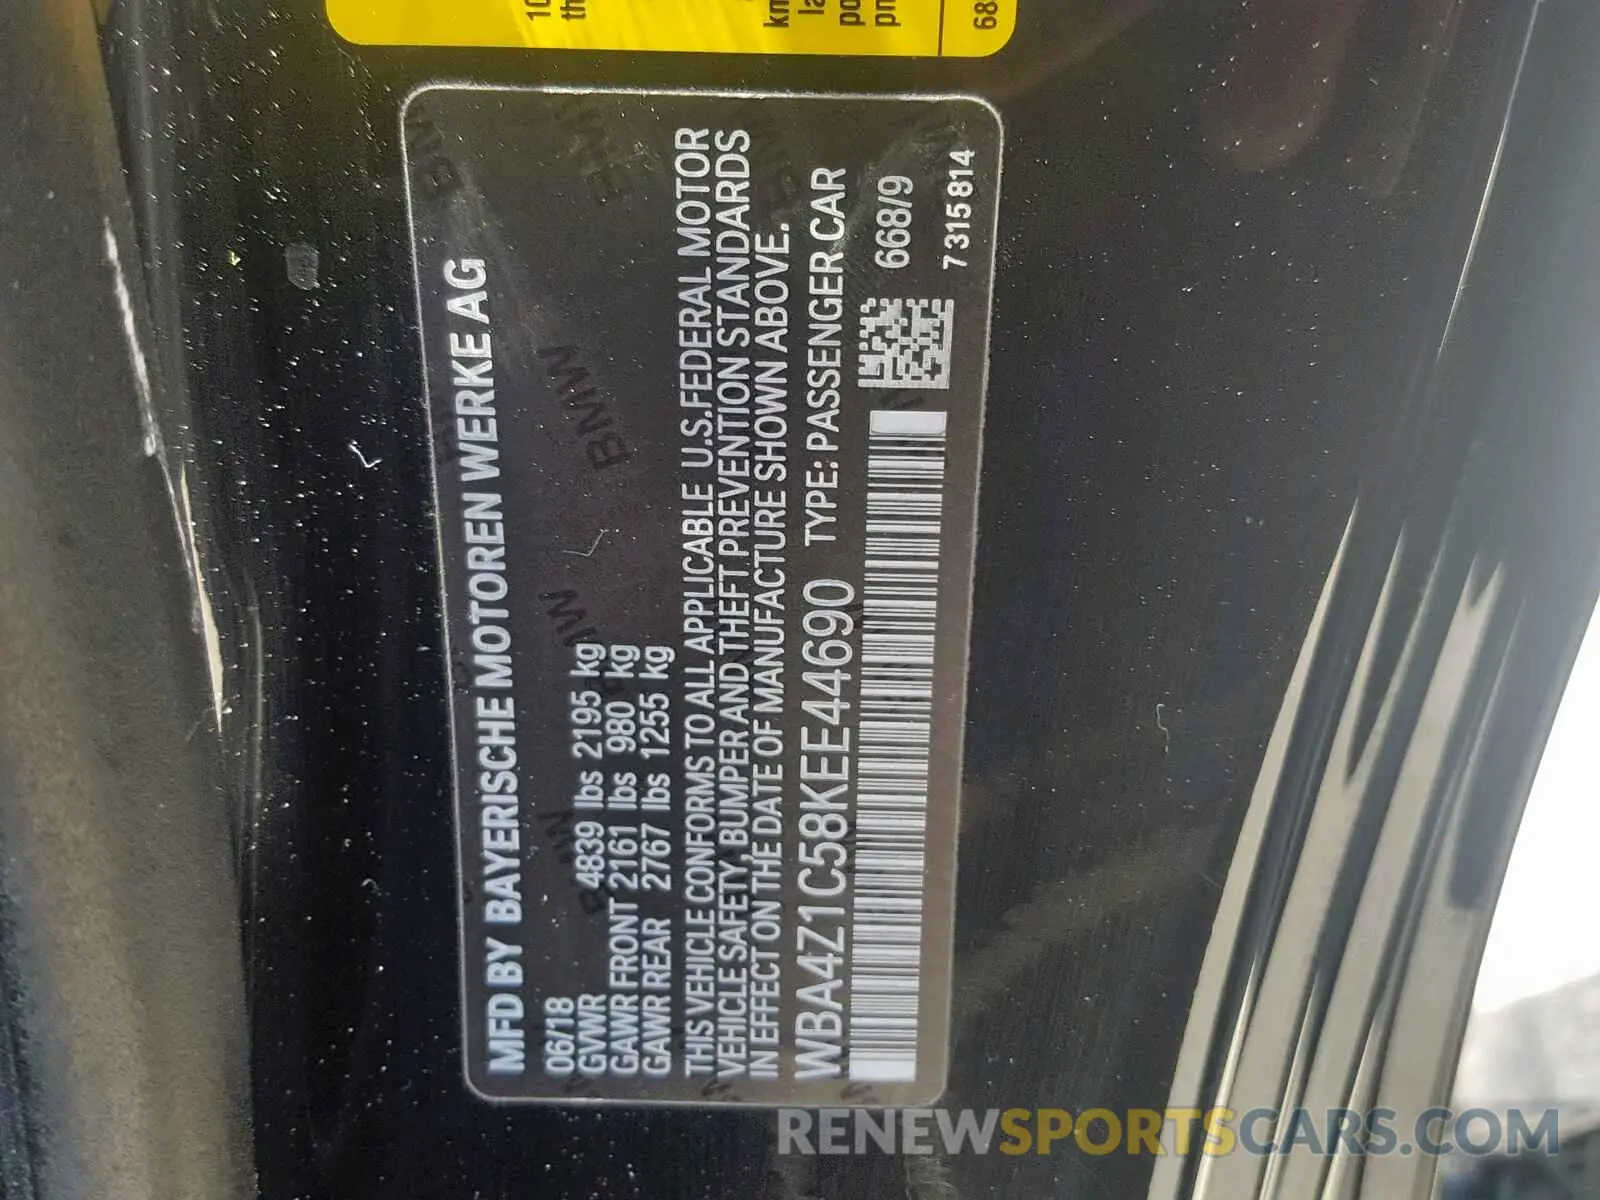 MFD BY BAYERISCHE MOTOREN WERKE AG
06/18
GVWR 4839 lbs 2195 kg
GAWR FRONT 2161 lbs 980 kg
GAWR REAR 2767 lbs 1255 kg
THIS VEHICLE CONFORMS TO ALL APPLICABLE U.S.FEDERAL MOTOR
VEHICLE SAFETY, BUMPER AND THEFT PREVENTION STANDARDS
IN EFFECT ON THE DATE OF MANUFACTURE SHOWN ABOVE.
WBA4Z1C58KEE44690 TYPE: PASSENGER CAR
668/9
7315814
RENEWSPORTSCARS.COM